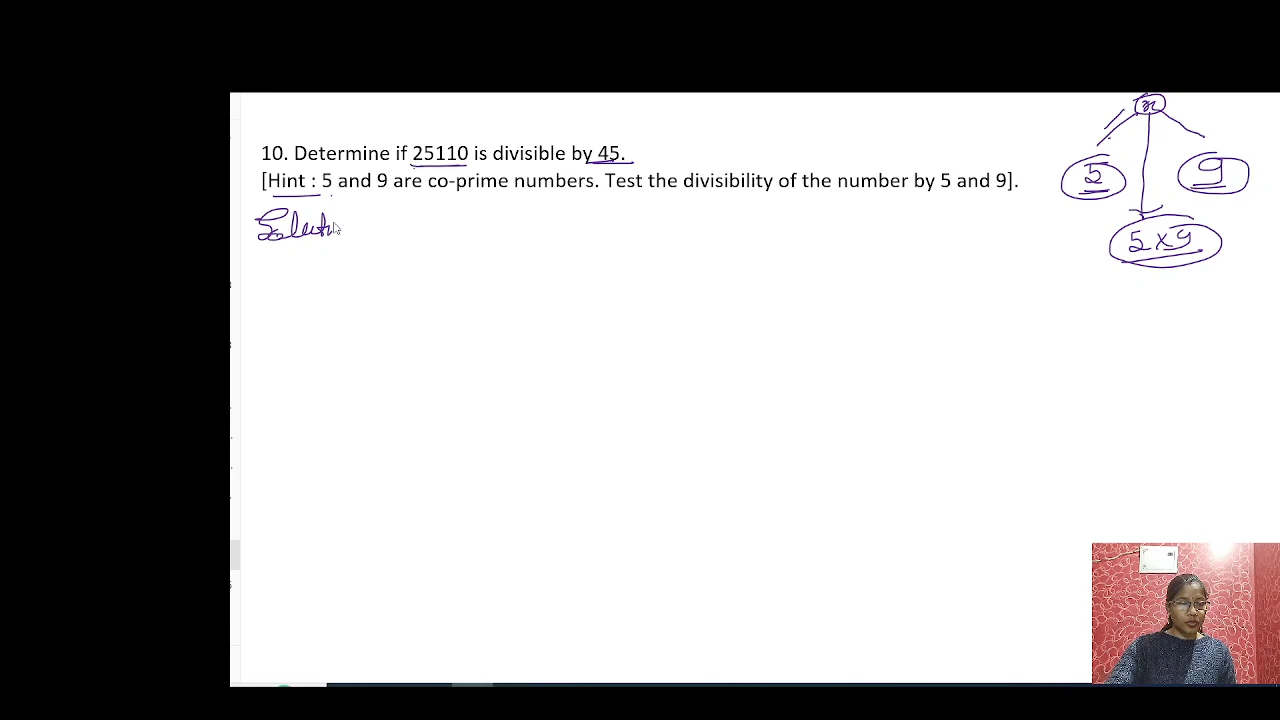 10. Determine if 25110 is divisible by 45.
[Hint : 5 and 9 are co-prime numbers. Test the divisibility of the number by 5 and 9].
Soluti
x
5 9
5 x 9